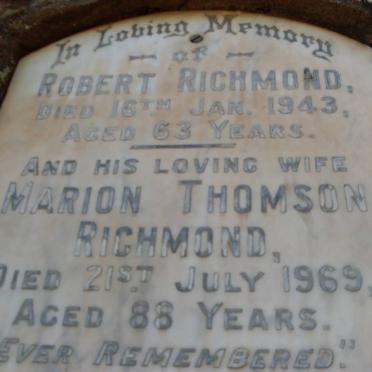 In Loving Memory
— of —
ROBERT RICHMOND,
DIED 16TH JAN. 1943,
AGED 63 YEARS.
AND HIS LOVING WIFE
MARION THOMSON
RICHMOND,
DIED 21ST JULY 1969,
AGED 88 YEARS.
EVER REMEMBERED."